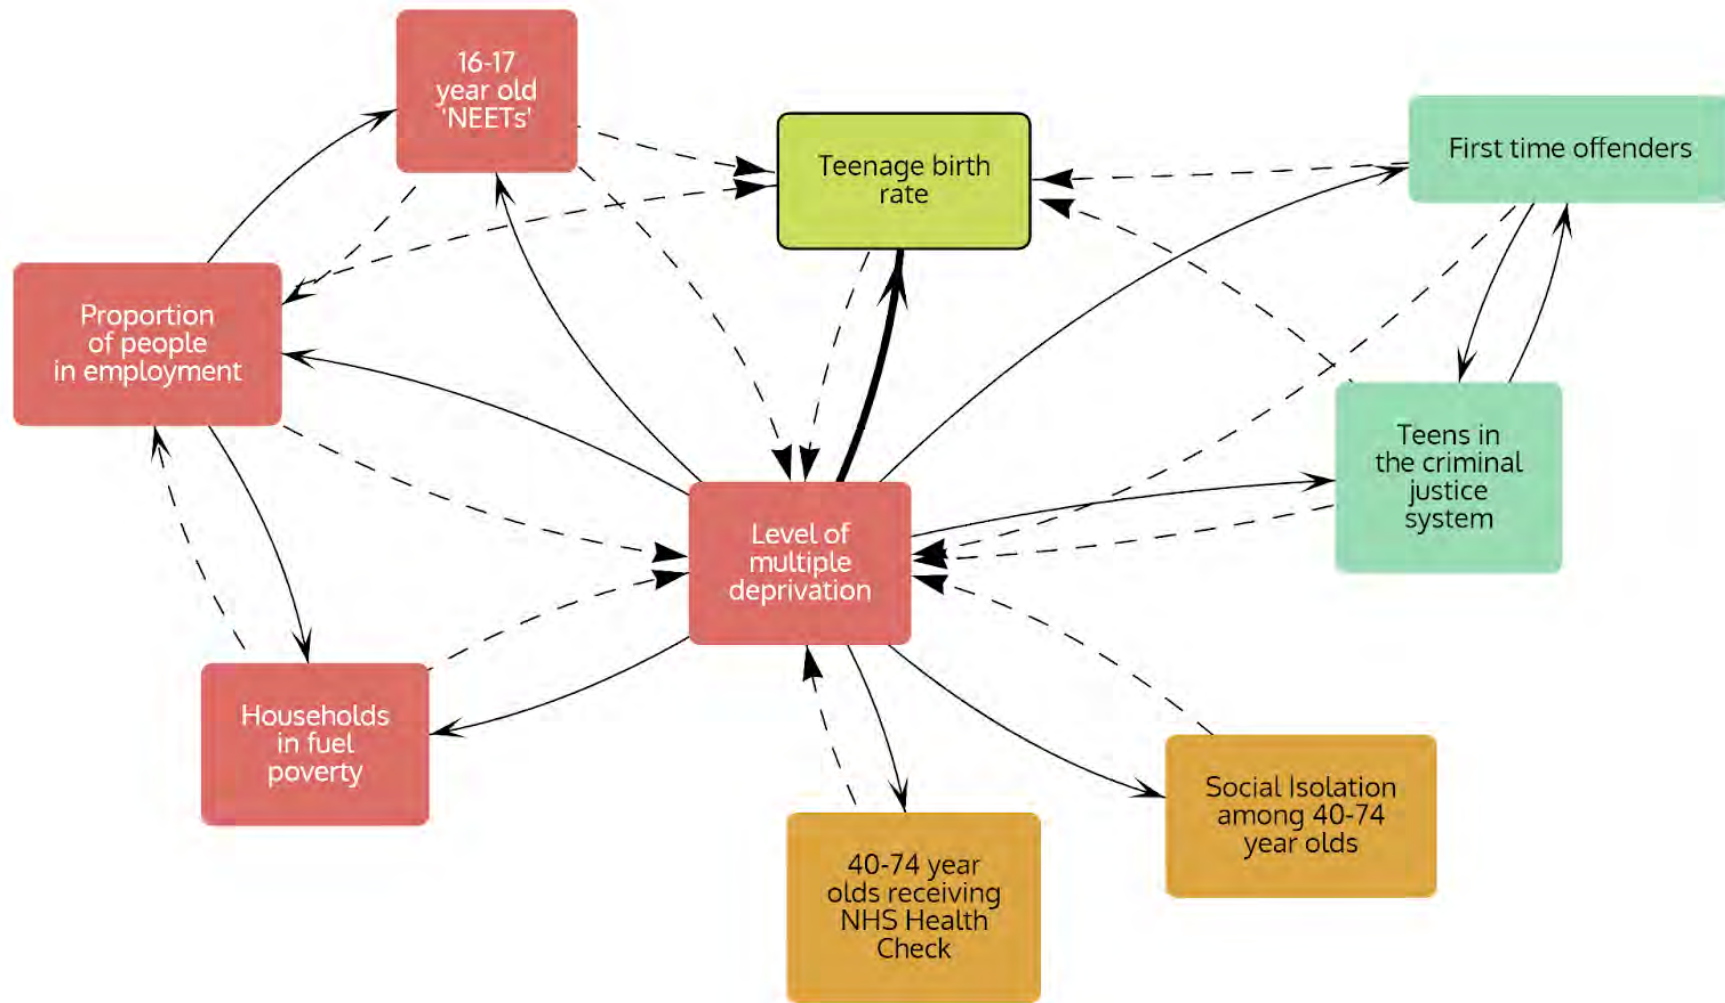 16-17
year old
'NEETs'
Teenage birth
rate
First time offenders
Proportion
of people
in employment
Teens in
the criminal
justice
system
Level of
multiple
deprivation
Households
in fuel
poverty
Social Isolation
among 40-74
year olds
40-74 year
olds receiving
NHS Health
Check